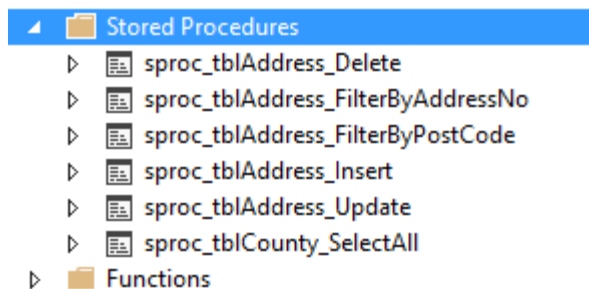 Stored Procedures
sproc_tblAddress_Delete
sproc_tblAddress_FilterByAddressNo
sproc_tblAddress_FilterByPostCode
sproc_tblAddress_Insert
sproc_tblAddress_Update
sproc_tblCounty_SelectAll
Functions